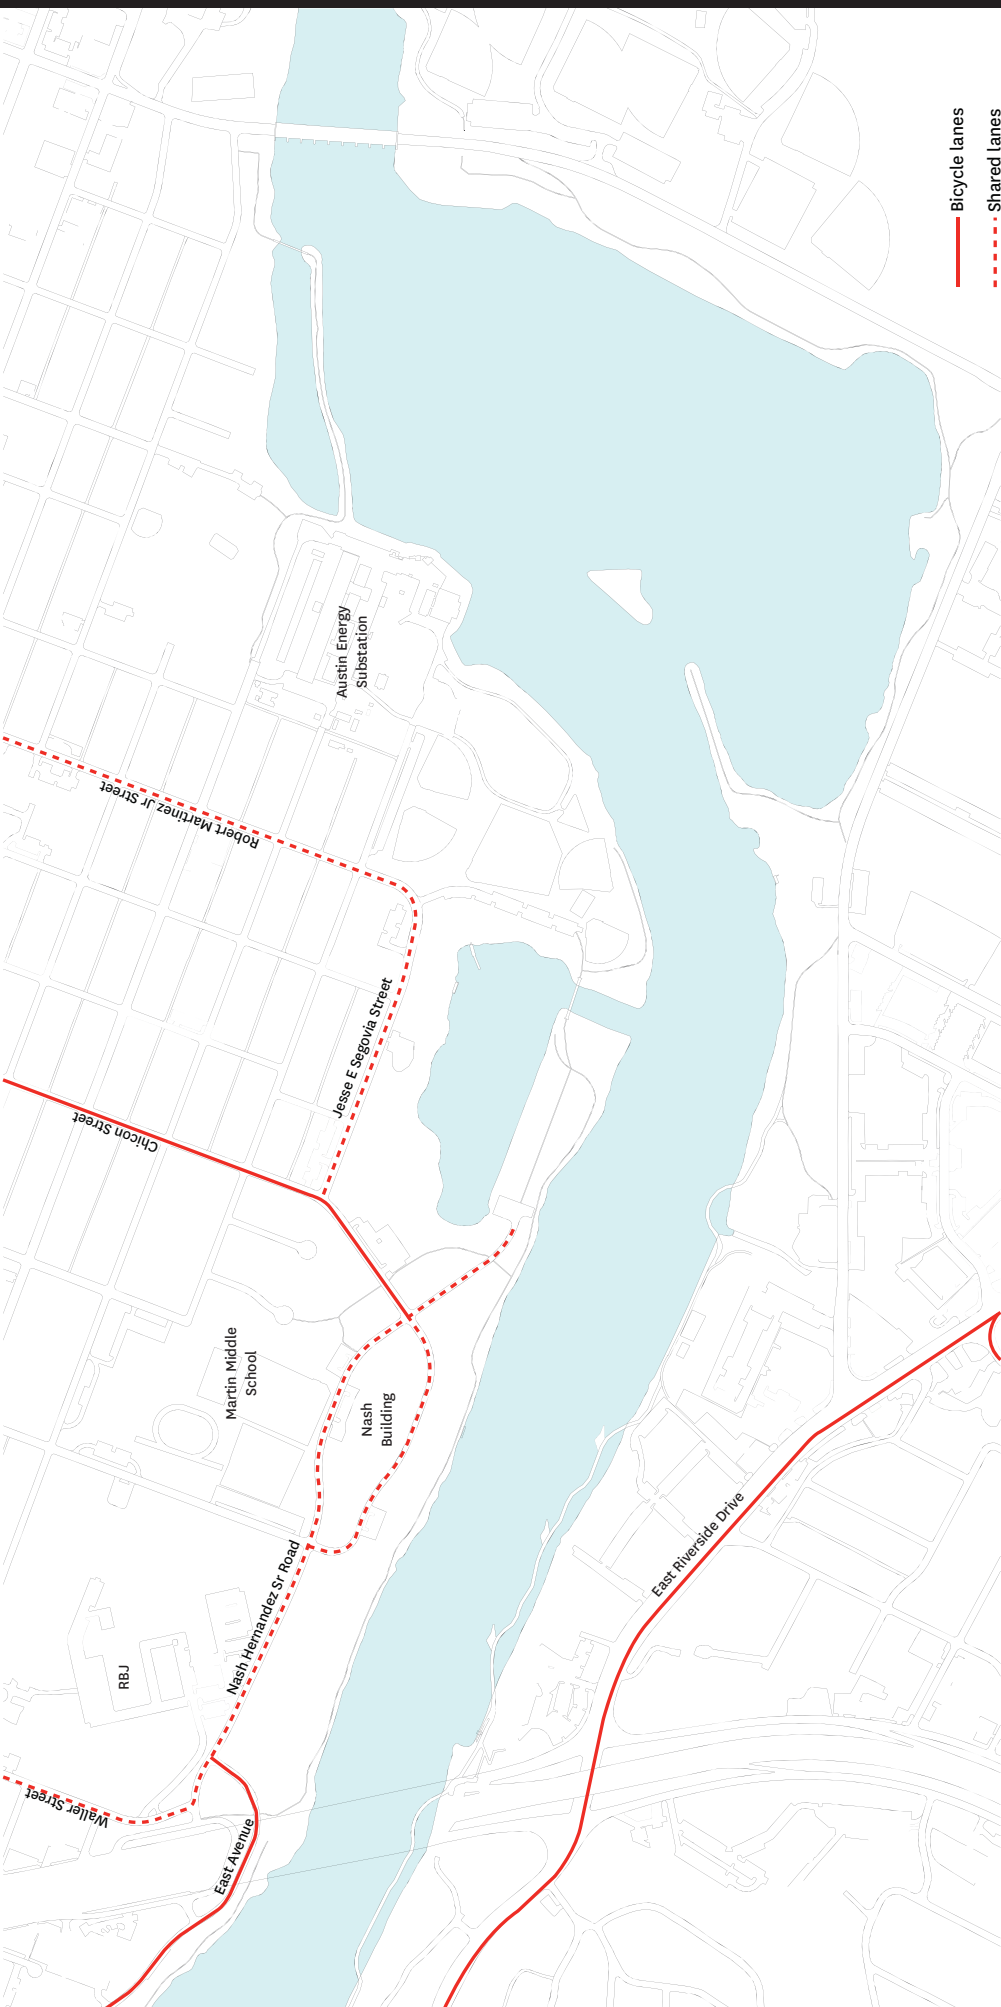 Bicycle lanes
Shared lanes
Austin Energy
Substation
Robert Martinez Jr Street
Jesse E Segovia Street
Chicon Street
Martin Middle
School
Nash
Building
East Riverside Drive
Nash Hernandez Sr Road
RBJ
Waller Street
East Avenue